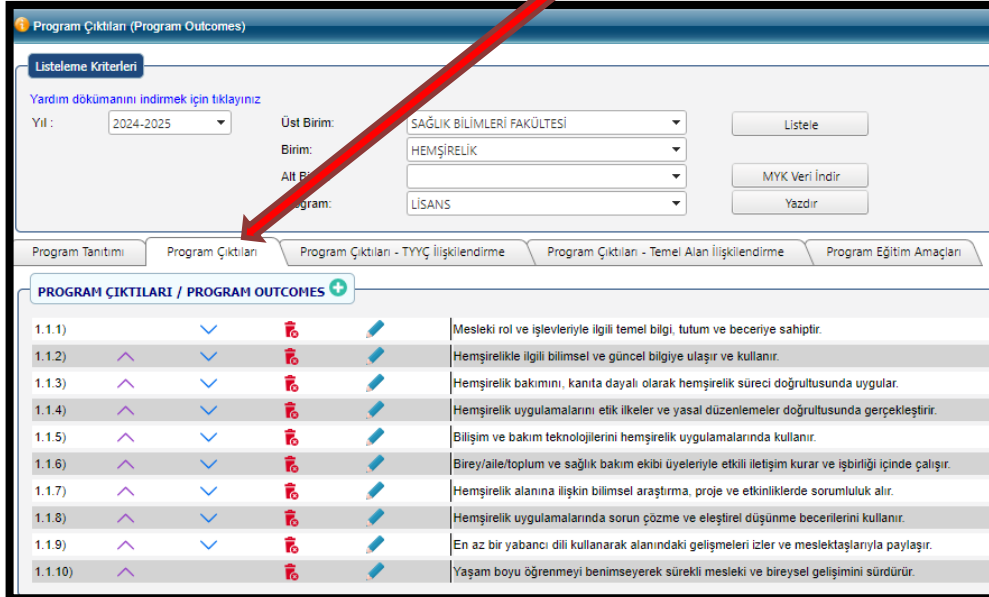 Program Çıktıları (Program Outcomes)
Listeleme Kriterleri
Yardım dökümanını indirmek için tıklayınız
Yıl : 2024-2025 Üst Birim: SAĞLIK BİLİMLERİ FAKÜLTESİ Listele
Birim: HEMŞİRELİK
Alt MYK Veri İndir
LİSANS Yazdır
Program Tanıtımı Program Çıktıları Program Çıktıları - TYYÇ İlişkilendirme Program Çıktıları - Temel Alan İlişkilendirme Program Eğitim Amaçları
PROGRAM ÇIKTILARI / PROGRAM OUTCOMES
1.1.1) Mesleki rol ve işlevleriyle ilgili temel bilgi, tutum ve beceriye sahiptir.
1.1.2) Hemşirelikle ilgili bilimsel ve güncel bilgiye ulaşır ve kullanır.
1.1.3) Hemşirelik bakımını, kanıta dayalı olarak hemşirelik süreci doğrultusunda uygular.
1.1.4) Hemşirelik uygulamalarını etik ilkeler ve yasal düzenlemeler doğrultusunda gerçekleştirir.
1.1.5) Bilişim ve bakım teknolojilerini hemşirelik uygulamalarında kullanır.
1.1.6) Birey/aile/toplum ve sağlık bakım ekibi üyeleriyle etkili iletişim kurar ve işbirliği içinde çalışır.
1.1.7) Hemşirelik alanına ilişkin bilimsel araştırma, proje ve etkinliklerde sorumluluk alır.
1.1.8) Hemşirelik uygulamalarında sorun çözme ve eleştirel düşünme becerilerini kullanır.
1.1.9) En az bir yabancı dili kullanarak alanındaki gelişmeleri izler ve meslektaşlarıyla paylaşır.
1.1.10) Yaşam boyu öğrenmeyi benimseyerek sürekli mesleki ve bireysel gelişimini sürdürür.